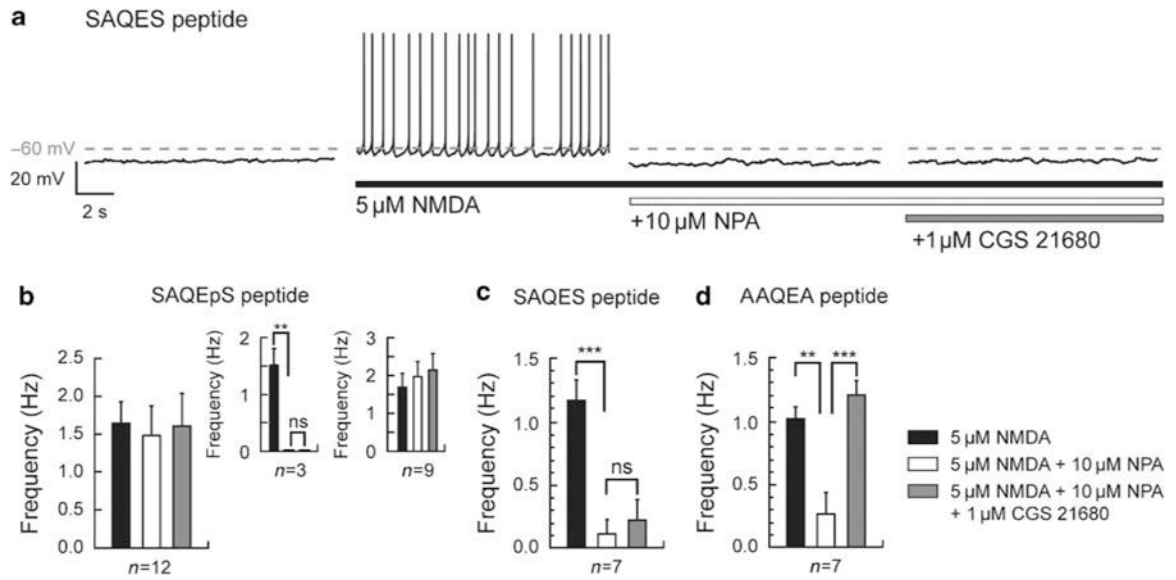 a SAQES peptide
–60 mV
20 mV
2 s
5 µM NMDA
+10 µM NPA
+1 µM CGS 21680
b SAQEpS peptide
Frequency (Hz)
2.5
2.0
1.5
1.0
0.5
0.0
n=12
Frequency (Hz)
2
1
0
**
ns
n=3
Frequency (Hz)
3
2
1
0
n=9
c SAQES peptide
Frequency (Hz)
1.5
1.0
0.5
0.0
***
ns
n=7
d AAQEA peptide
1.5
1.0
0.5
0.0
** ***
n=7
5 µM NMDA
5 µM NMDA + 10 µM NPA
5 µM NMDA + 10 µM NPA
+ 1 µM CGS 21680